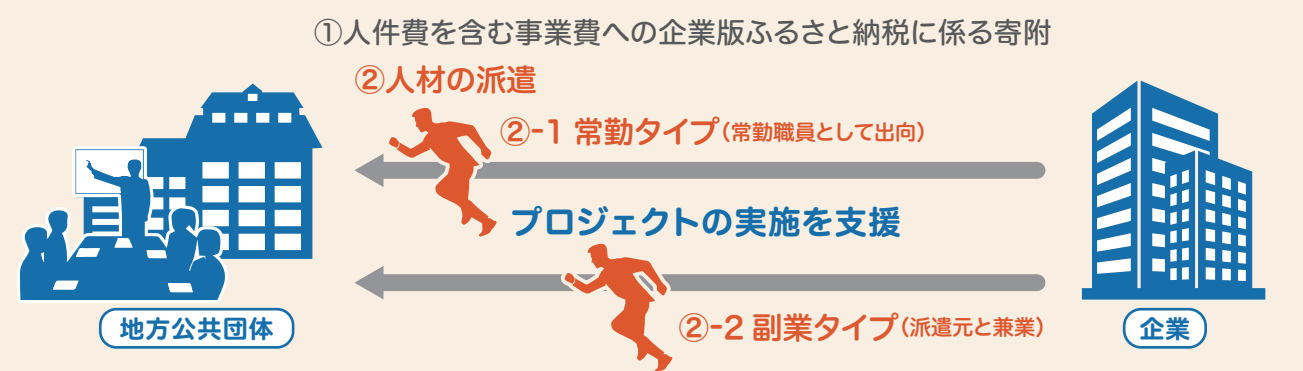 ①人件費を含む事業費への企業版ふるさと納税に係る寄附
②人材の派遣
②-1 常勤タイプ(常勤職員として出向)
プロジェクトの実施を支援
②-2 副業タイプ(派遣元と兼業)
地方公共団体
企業